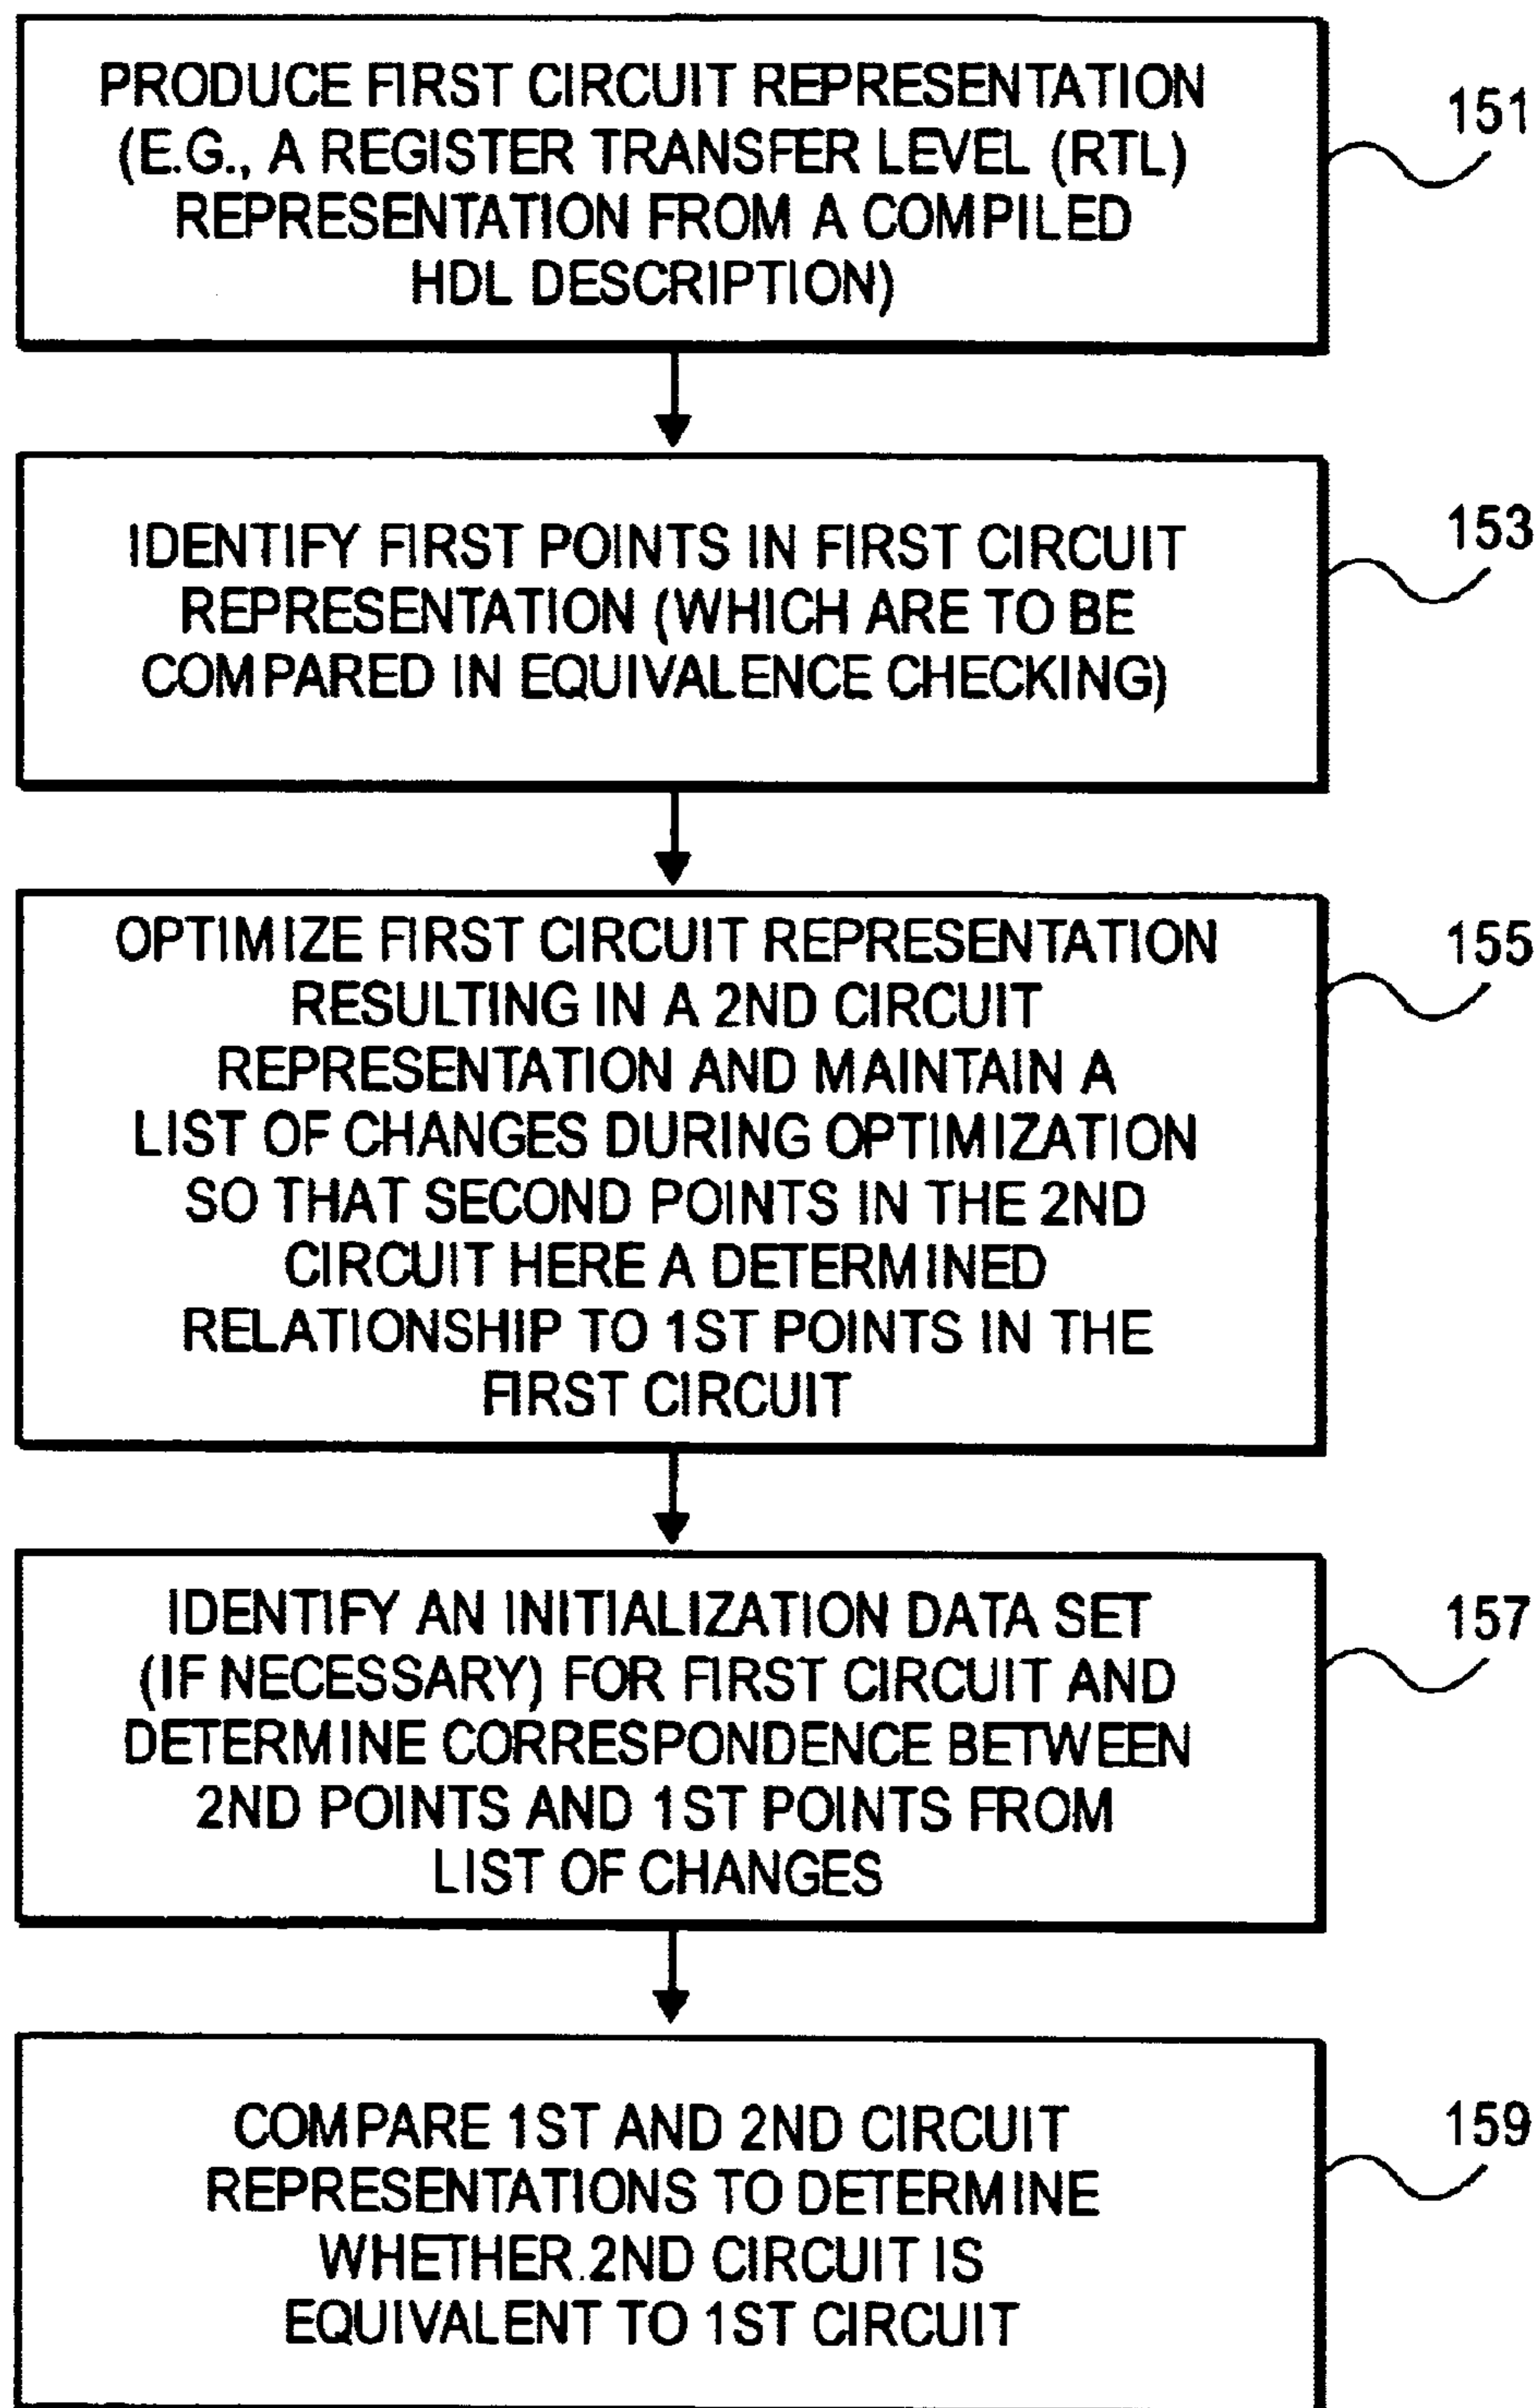 PRODUCE FIRST CIRCUIT REPRESENTATION
(E.G., A REGISTER TRANSFER LEVEL (RTL)
REPRESENTATION FROM A COMPILED
HDL DESCRIPTION)
151
IDENTIFY FIRST POINTS IN FIRST CIRCUIT
REPRESENTATION (WHICH ARE TO BE
COMPARED IN EQUIVALENCE CHECKING)
153
OPTIMIZE FIRST CIRCUIT REPRESENTATION
RESULTING IN A 2ND CIRCUIT
REPRESENTATION AND MAINTAIN A
LIST OF CHANGES DURING OPTIMIZATION
SO THAT SECOND POINTS IN THE 2ND
CIRCUIT HERE A DETERMINED
RELATIONSHIP TO 1ST POINTS IN THE
FIRST CIRCUIT
155
IDENTIFY AN INITIALIZATION DATA SET
(IF NECESSARY) FOR FIRST CIRCUIT AND
DETERMINE CORRESPONDENCE BETWEEN
2ND POINTS AND 1ST POINTS FROM
LIST OF CHANGES
157
COMPARE 1ST AND 2ND CIRCUIT
REPRESENTATIONS TO DETERMINE
WHETHER.2ND CIRCUIT IS
EQUIVALENT TO 1ST CIRCUIT
159